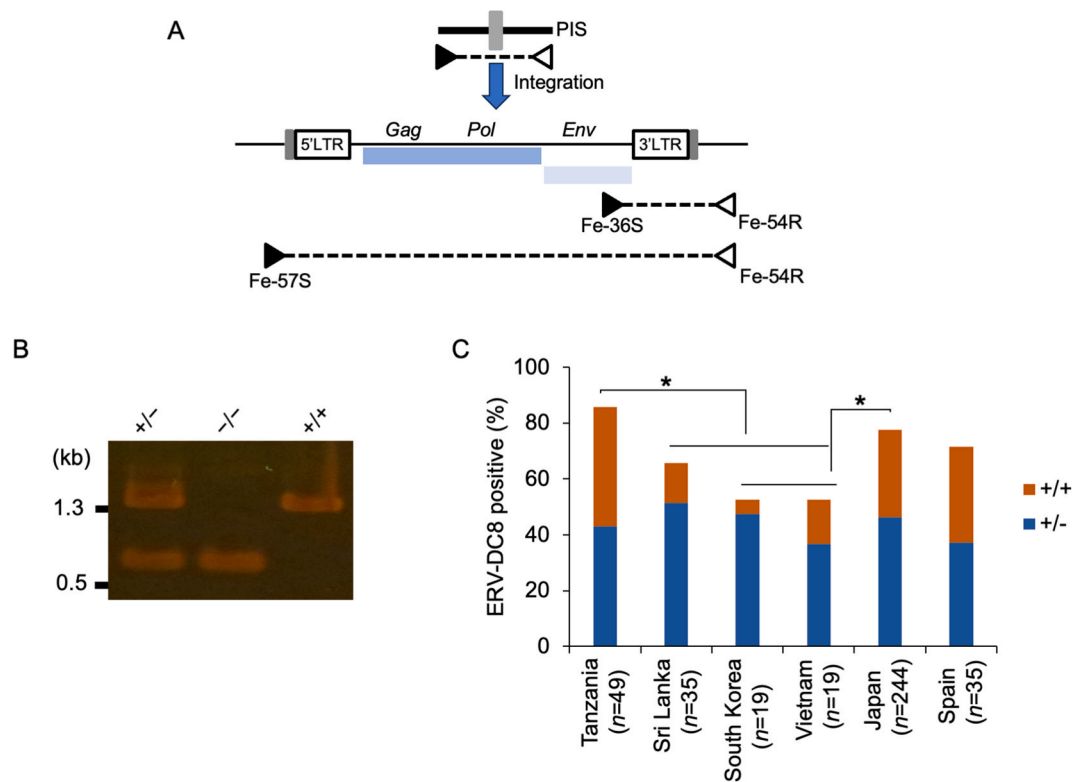 A
PIS
Integration
Gag Pol Env
5'LTR 3'LTR
Fe-36S Fe-54R
Fe-57S Fe-54R
B
+/− −/− +/+
(kb)
1.3
0.5
C
ERV-DC8 positive (%)
100
80
60
40
20
0
* *
+/+
+/-
Tanzania
(n=49)
Sri Lanka
(n=35)
South Korea
(n=19)
Vietnam
(n=19)
Japan
(n=244)
Spain
(n=35)